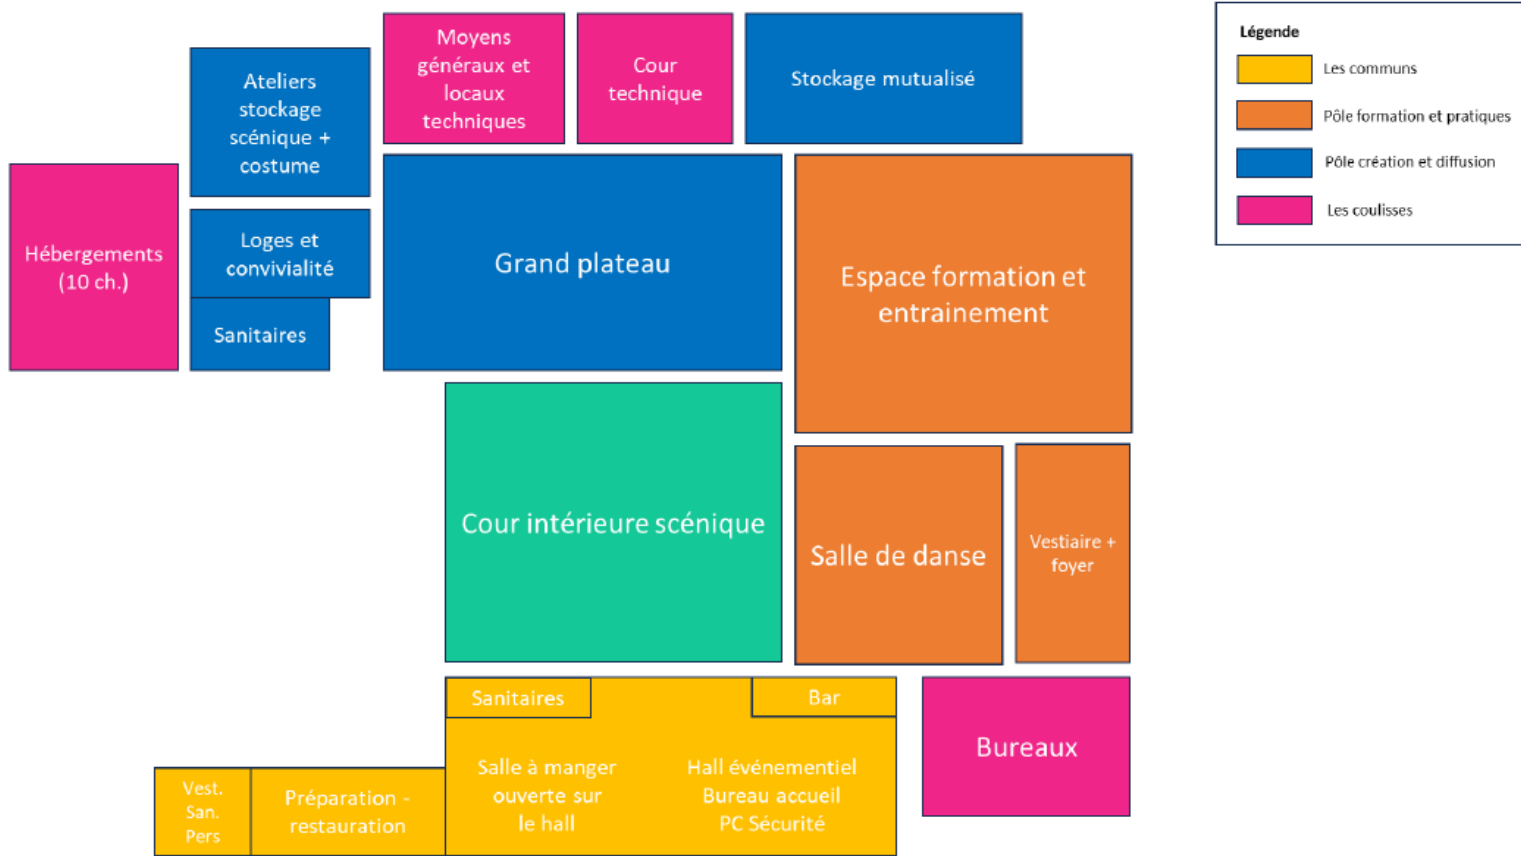 Moyens
généraux et
locaux
techniques
Cour
technique
Stockage mutualisé
Légende
Les communs
Pôle formation et pratiques
Pôle création et diffusion
Les coulisses
Ateliers
stockage
scénique +
costume
Hébergements
(10 ch.)
Loges et
convivialité
Sanitaires
Grand plateau
Espace formation et
entrainement
Cour intérieure scénique
Salle de danse
Vestiaire +
foyer
Sanitaires
Bar
Bureaux
Salle à manger
ouverte sur
le hall
Hall événementiel
Bureau accueil
PC Sécurité
Vest.
San.
Pers
Préparation -
restauration